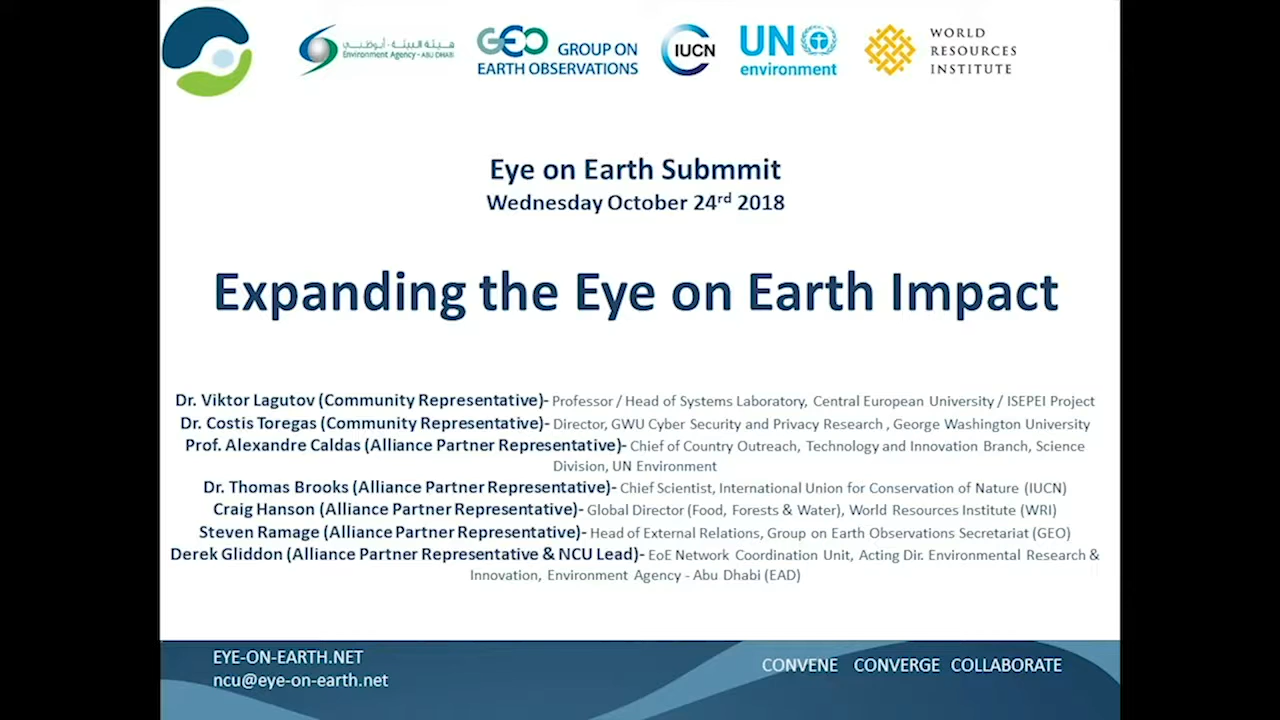 هيئة البيئة - أبوظبي
Environment Agency - ABU DHABI
GEO GROUP ON
EARTH OBSERVATIONS
IUCN
UN
environment
WORLD
RESOURCES
INSTITUTE
Eye on Earth Submmit
Wednesday October 24rd 2018
Expanding the Eye on Earth Impact
Dr. Viktor Lagutov (Community Representative)- Professor / Head of Systems Laboratory, Central European University / ISEPEI Project
Dr. Costis Toregas (Community Representative)- Director, GWU Cyber Security and Privacy Research , George Washington University
Prof. Alexandre Caldas (Alliance Partner Representative)- Chief of Country Outreach, Technology and Innovation Branch, Science
Division, UN Environment
Dr. Thomas Brooks (Alliance Partner Representative)- Chief Scientist, International Union for Conservation of Nature (IUCN)
Craig Hanson (Alliance Partner Representative)- Global Director (Food, Forests & Water), World Resources Institute (WRI)
Steven Ramage (Alliance Partner Representative)- Head of External Relations, Group on Earth Observations Secretariat (GEO)
Derek Gliddon (Alliance Partner Representative & NCU Lead)- EoE Network Coordination Unit, Acting Dir. Environmental Research &
Innovation, Environment Agency - Abu Dhabi (EAD)
EYE-ON-EARTH.NET
ncu@eye-on-earth.net
CONVENE CONVERGE COLLABORATE